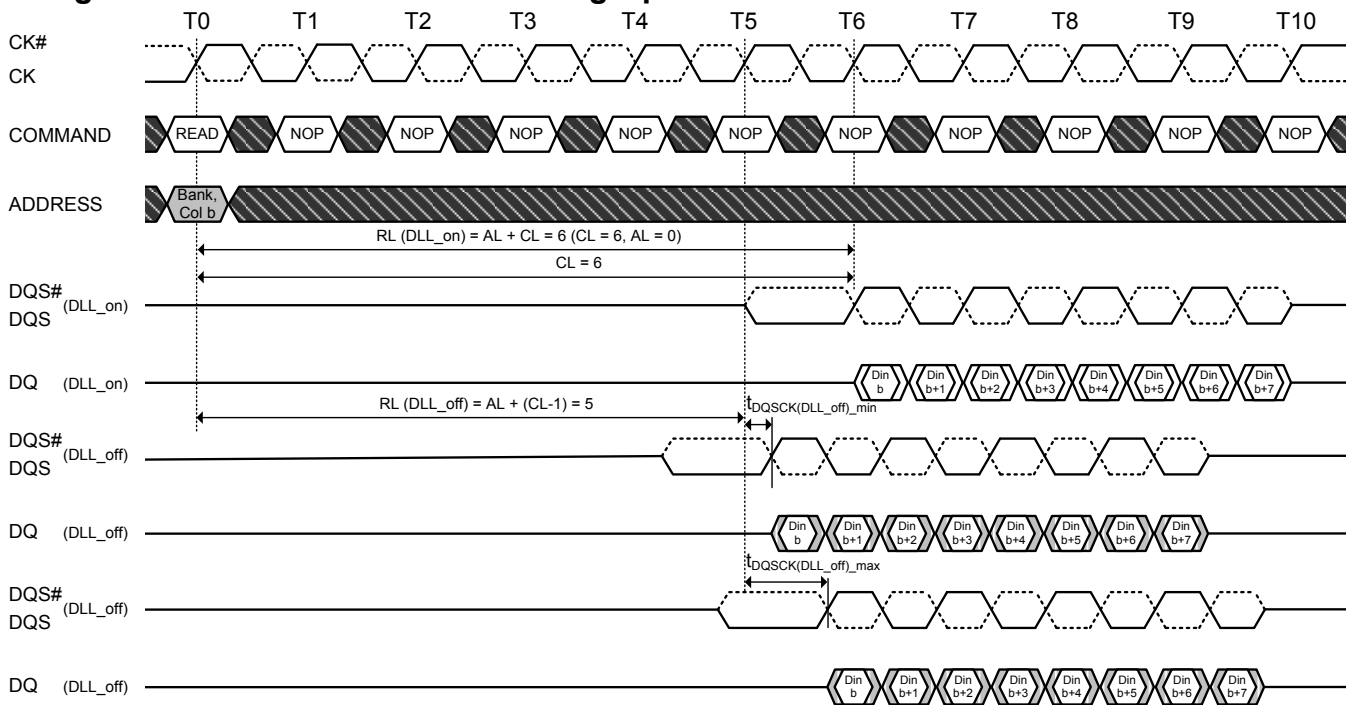 T0 T1 T2 T3 T4 T5 T6 T7 T8 T9 T10
CK#
CK
COMMAND READ NOP NOP NOP NOP NOP NOP NOP NOP NOP NOP
ADDRESS Bank,
Col b
RL (DLL_on) = AL + CL = 6 (CL = 6, AL = 0)
CL = 6
DQS#
DQS (DLL_on)
DQ (DLL_on) Din b Din b+1 Din b+2 Din b+3 Din b+4 Din b+5 Din b+6 Din b+7
RL (DLL_off) = AL + (CL-1) = 5 tDQSCK(DLL_off)_min
DQS#
DQS (DLL_off)
DQ (DLL_off) Din b Din b+1 Din b+2 Din b+3 Din b+4 Din b+5 Din b+6 Din b+7
tDQSCK(DLL_off)_max
DQS#
DQS (DLL_off)
DQ (DLL_off) Din b Din b+1 Din b+2 Din b+3 Din b+4 Din b+5 Din b+6 Din b+7